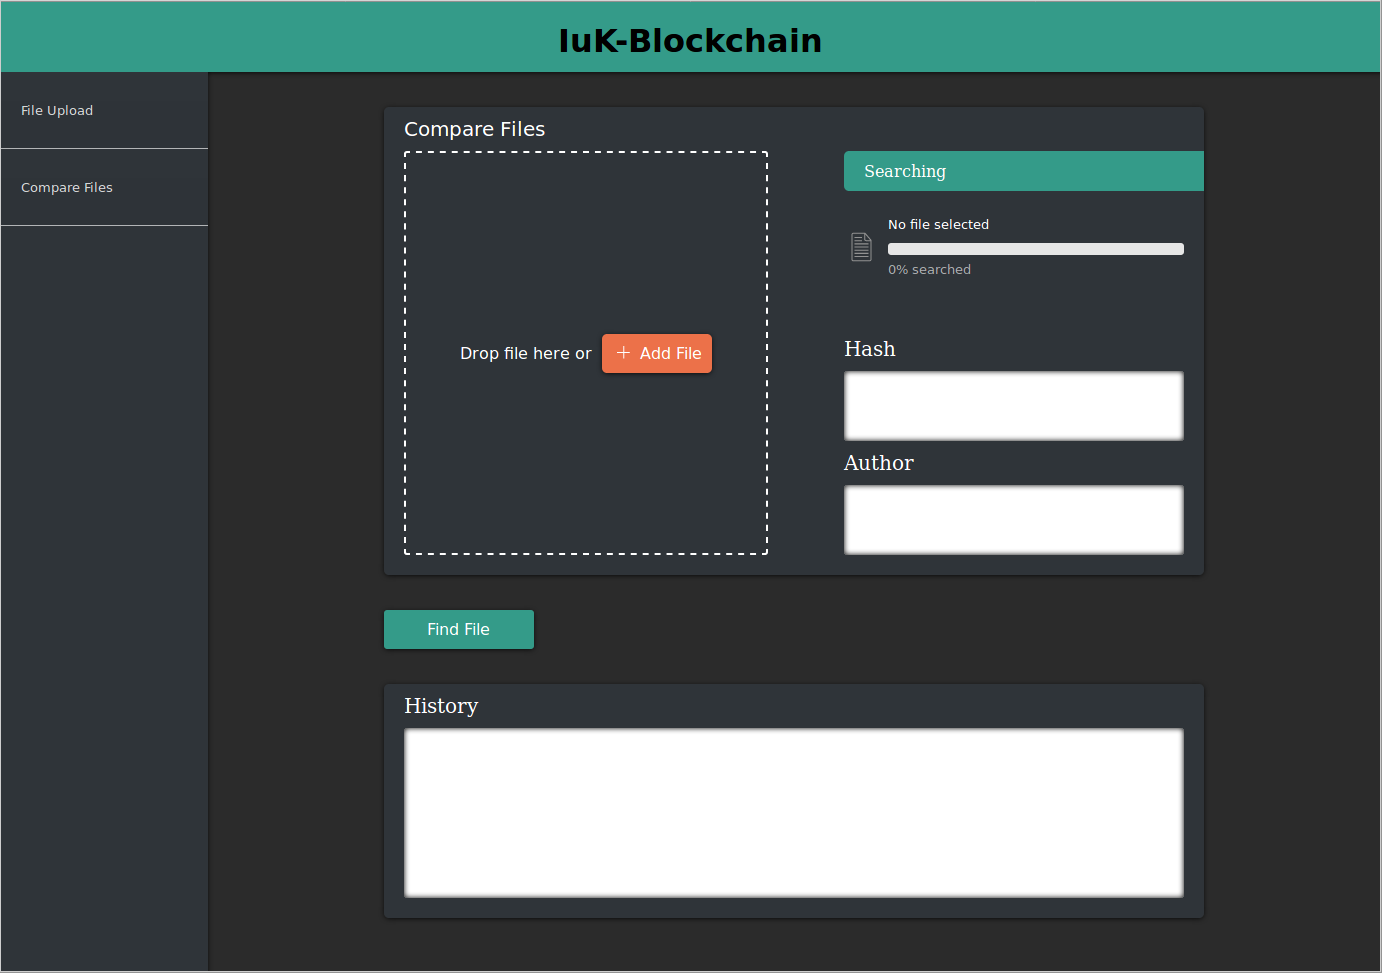 IuK-Blockchain
File Upload
Compare Files
Compare Files
Drop file here or + Add File
Searching
No file selected
0% searched
Hash
Author
Find File
History